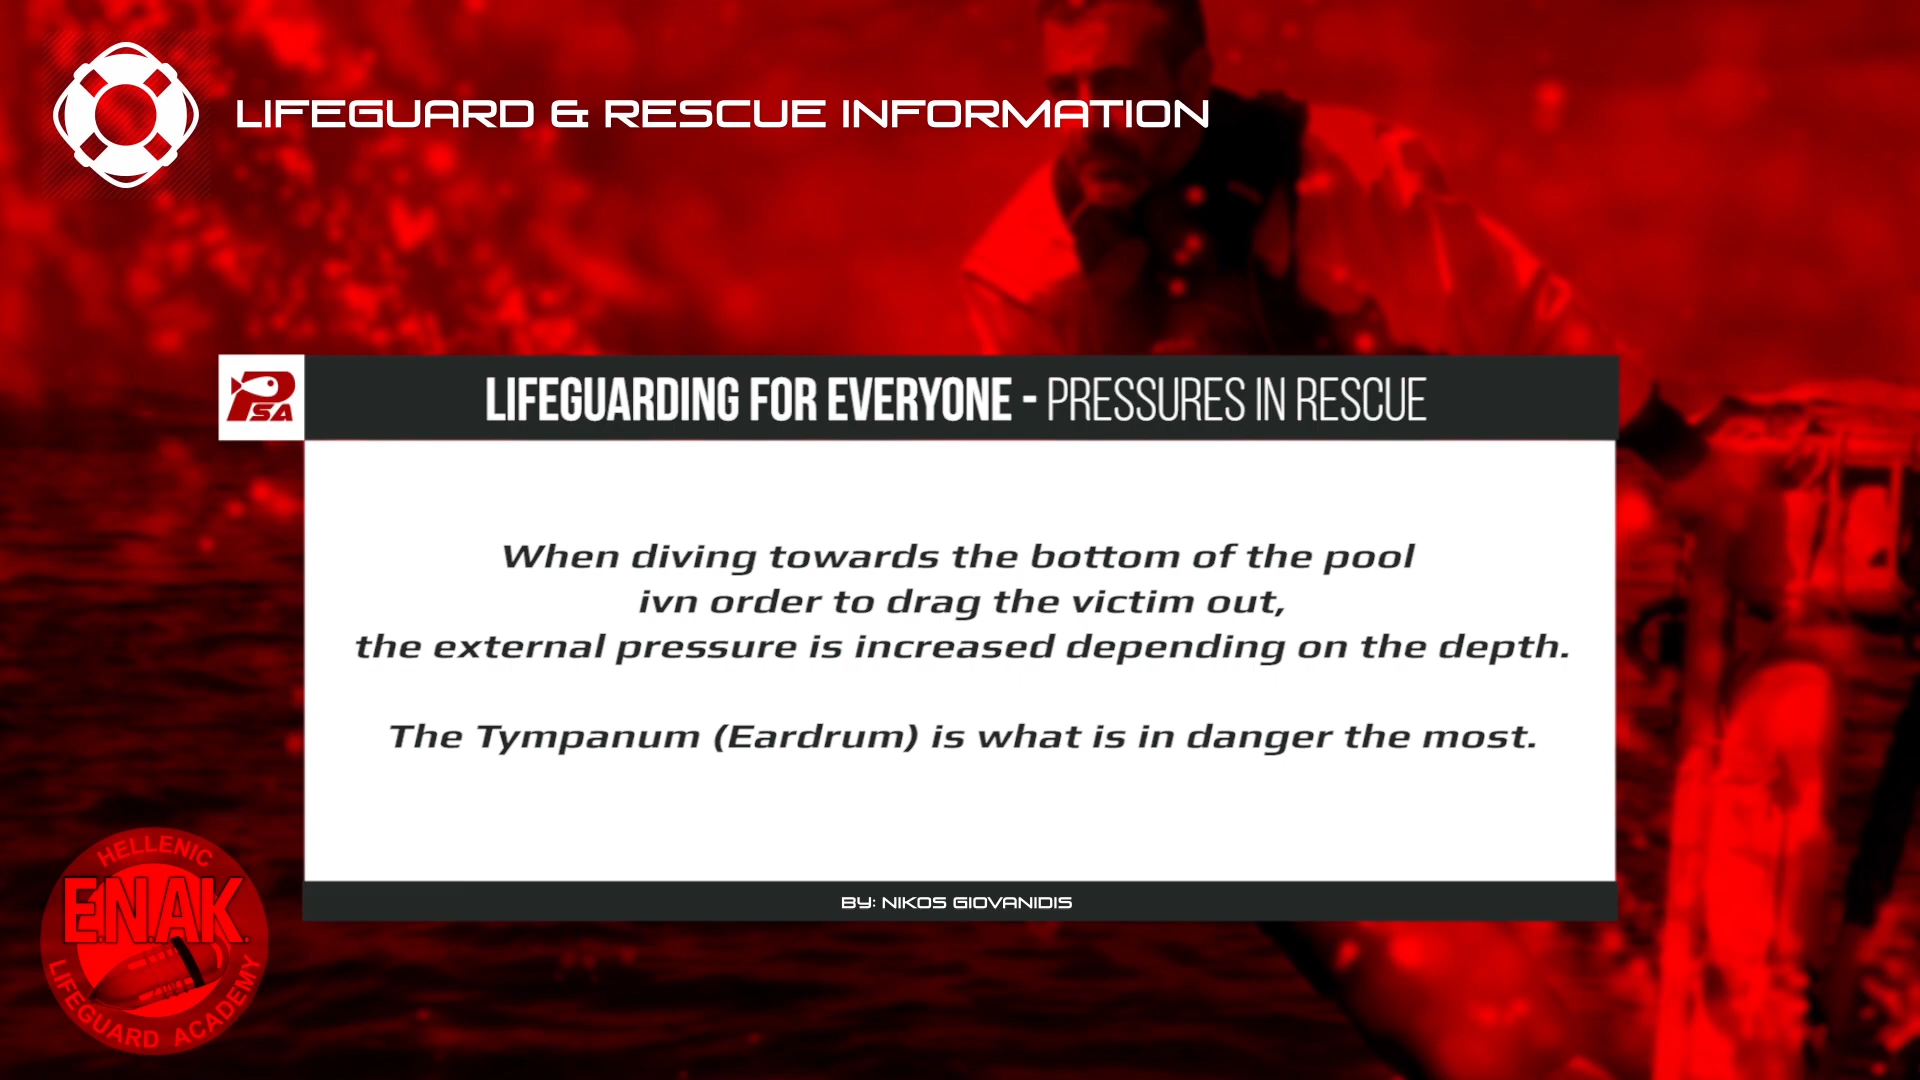 LIFEGUARD & RESCUE INFORMATION
PSA
LIFEGUARDING FOR EVERYONE - PRESSURES IN RESCUE
When diving towards the bottom of the pool
ivn order to drag the victim out,
the external pressure is increased depending on the depth.
The Tympanum (Eardrum) is what is in danger the most.
BY: NIKOS GIOVANIDIS
HELLENIC
E.N.A.K.
LIFEGUARD ACADEMY